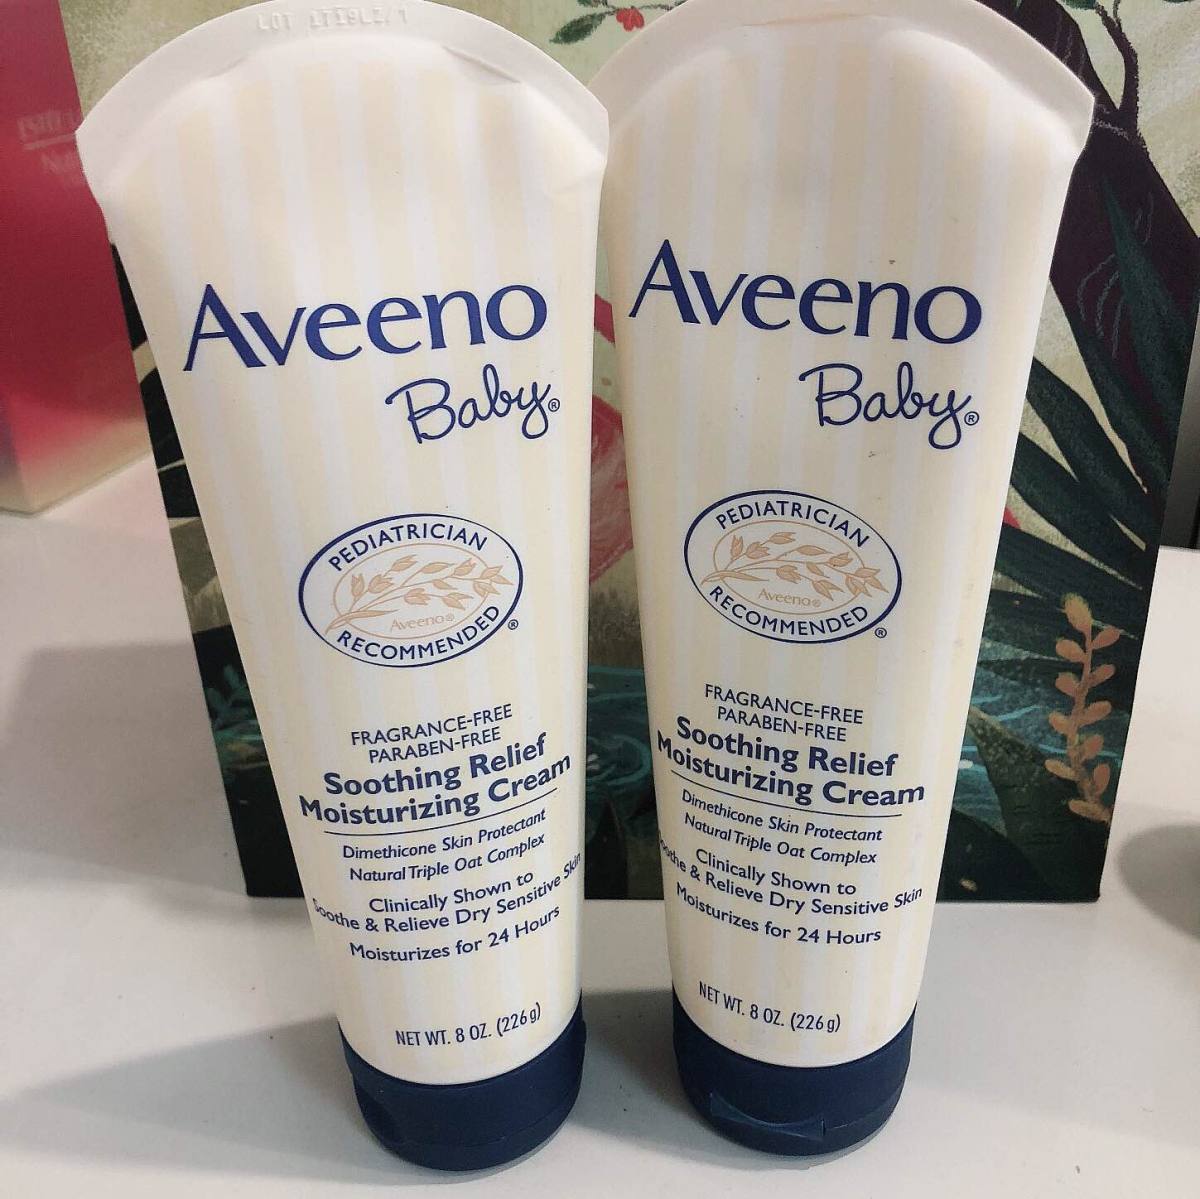 Aveeno
Baby®
PEDIATRICIAN
Aveeno®
RECOMMENDED®
FRAGRANCE-FREE
PARABEN-FREE
Soothing Relief
Moisturizing Cream
Dimethicone Skin Protectant
Natural Triple Oat Complex
Clinically Shown to
Soothe & Relieve Dry Sensitive Skin
Moisturizes for 24 Hours
NET WT. 8 OZ. (226 g)
Aveeno
Baby®
PEDIATRICIAN
Aveeno®
RECOMMENDED®
FRAGRANCE-FREE
PARABEN-FREE
Soothing Relief
Moisturizing Cream
Dimethicone Skin Protectant
Natural Triple Oat Complex
Clinically Shown to
Soothe & Relieve Dry Sensitive Skin
Moisturizes for 24 Hours
NET WT. 8 OZ. (226 g)